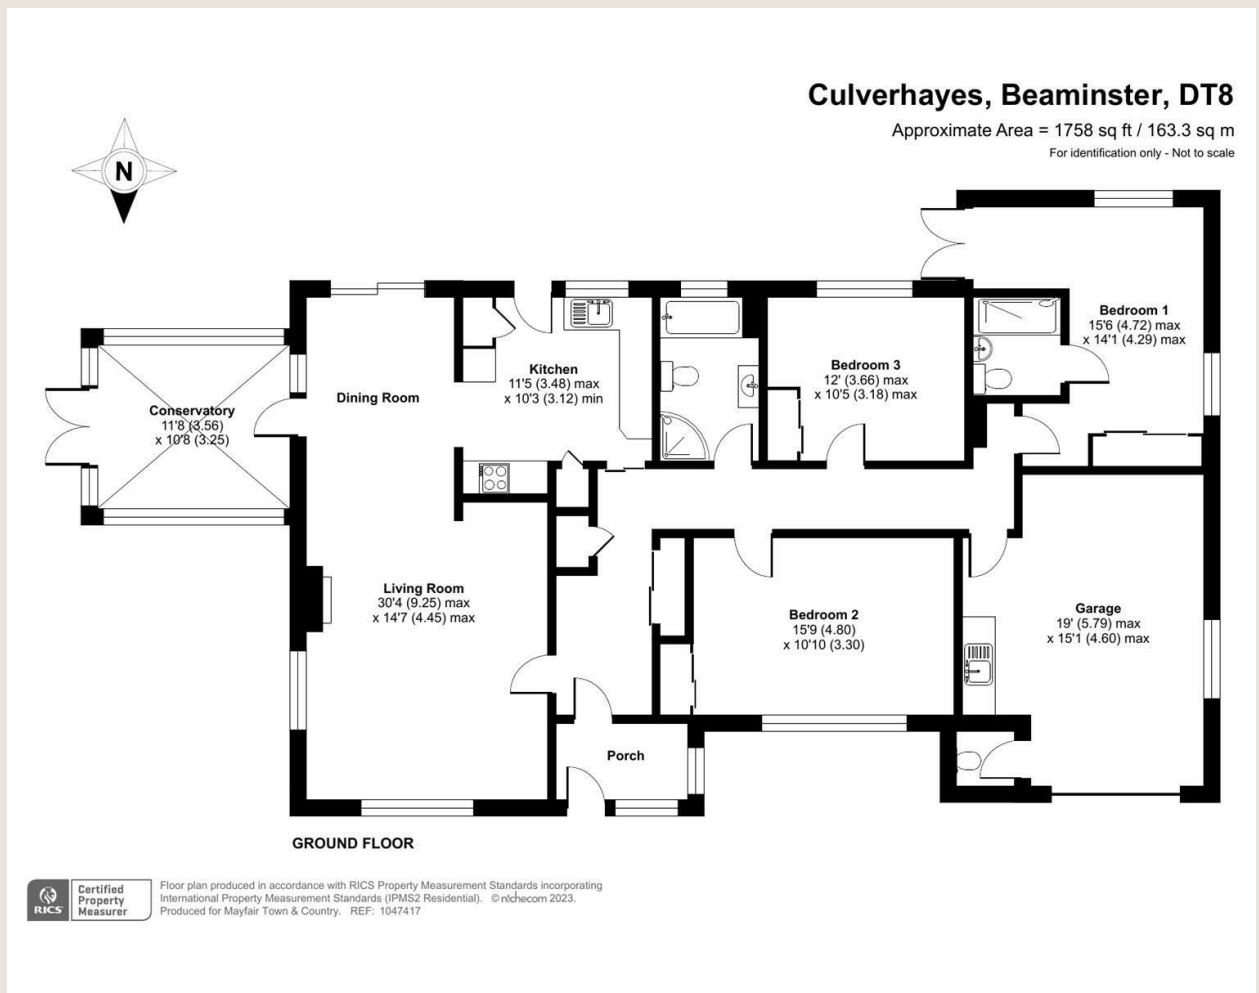 Culverhayes, Beaminster, DT8
Approximate Area = 1758 sq ft / 163.3 sq m
For identification only - Not to scale
N
Bedroom 1
15'6 (4.72) max
x 14'1 (4.29) max
Kitchen
11'5 (3.48) max
x 10'3 (3.12) min
Bedroom 3
12' (3.66) max
x 10'5 (3.18) max
Dining Room
Conservatory
11'8 (3.56)
x 10'8 (3.25)
Living Room
30'4 (9.25) max
x 14'7 (4.45) max
Bedroom 2
15'9 (4.80)
x 10'10 (3.30)
Garage
19' (5.79) max
x 15'1 (4.60) max
Porch
GROUND FLOOR
RICS
Certified
Property
Measurer
Floor plan produced in accordance with RICS Property Measurement Standards incorporating
International Property Measurement Standards (IPMS2 Residential). © nichecom 2023.
Produced for Mayfair Town & Country. REF: 1047417